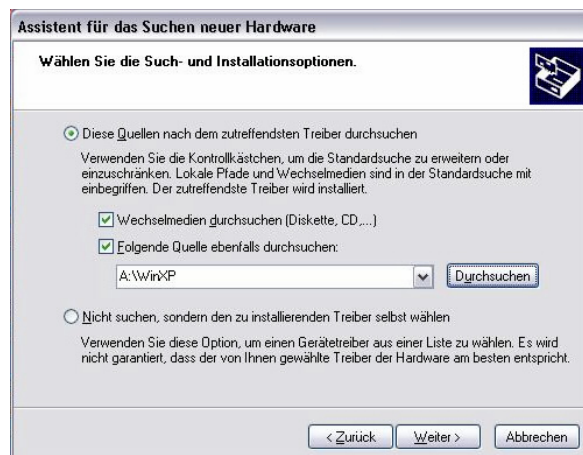 Assistent für das Suchen neuer Hardware
Wählen Sie die Such- und Installationsoptionen.
Diese Quellen nach dem zutreffendsten Treiber durchsuchen
Verwenden Sie die Kontrollkästchen, um die Standardsuche zu erweitern oder
einzuschränken. Lokale Pfade und Wechselmedien sind in der Standardsuche mit
einbegriffen. Der zutreffendste Treiber wird installiert.
Wechselmedien durchsuchen (Diskette, CD,...)
Folgende Quelle ebenfalls durchsuchen:
A:\WinXP
Durchsuchen
Nicht suchen, sondern den zu installierenden Treiber selbst wählen
Verwenden Sie diese Option, um einen Gerätetreiber aus einer Liste zu wählen. Es wird
nicht garantiert, dass der von Ihnen gewählte Treiber der Hardware am besten entspricht.
< Zurück
Weiter >
Abbrechen